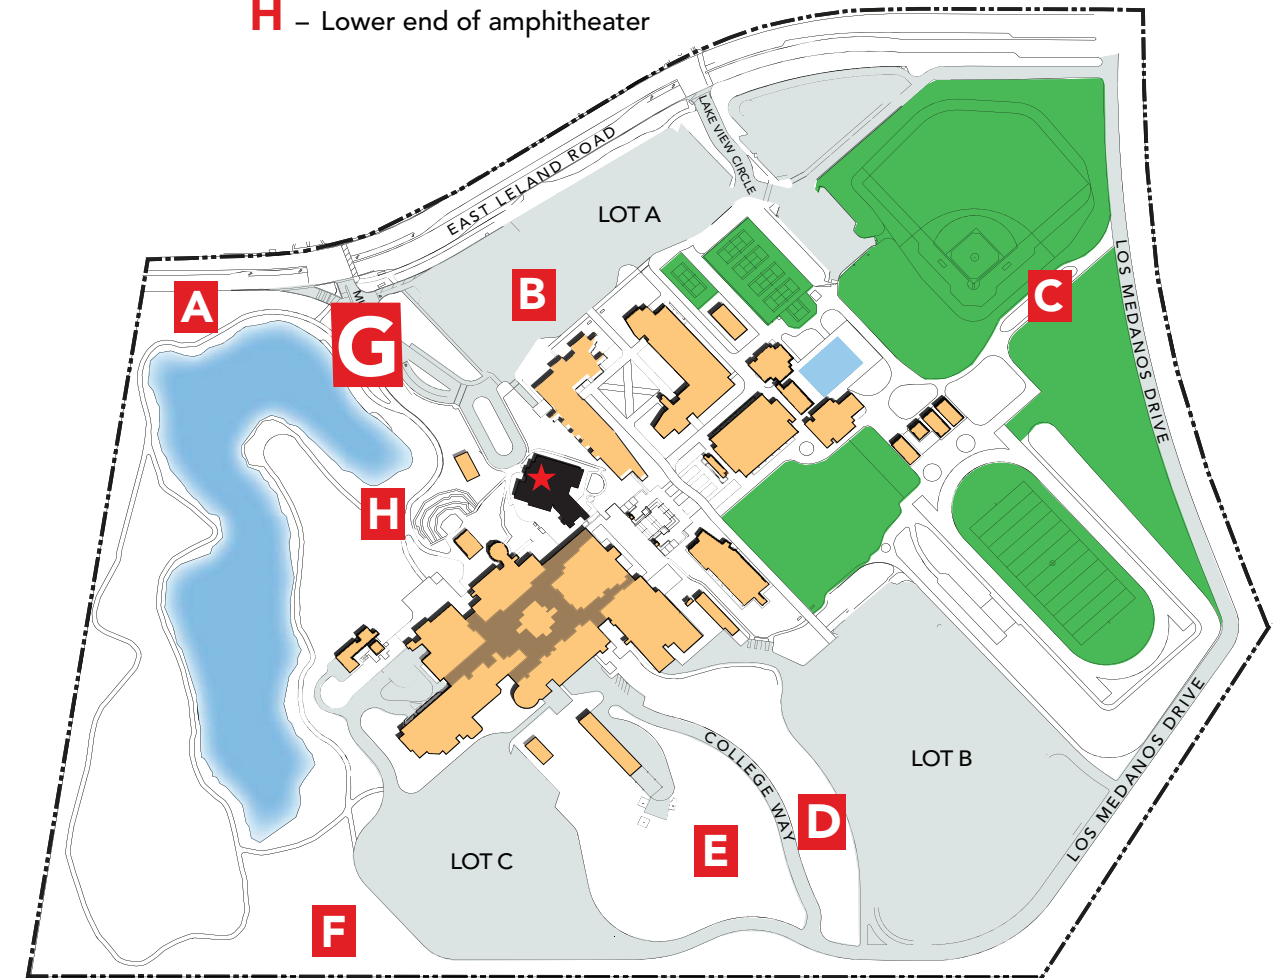 H – Lower end of amphitheater
LAKE VIEW CIRCLE
EAST LELAND ROAD
LOT A
LOS MEDANOS DRIVE
A
B
C
G
H
LOT B
COLLEGE WAY
LOS MEDANOS DRIVE
D
E
LOT C
F